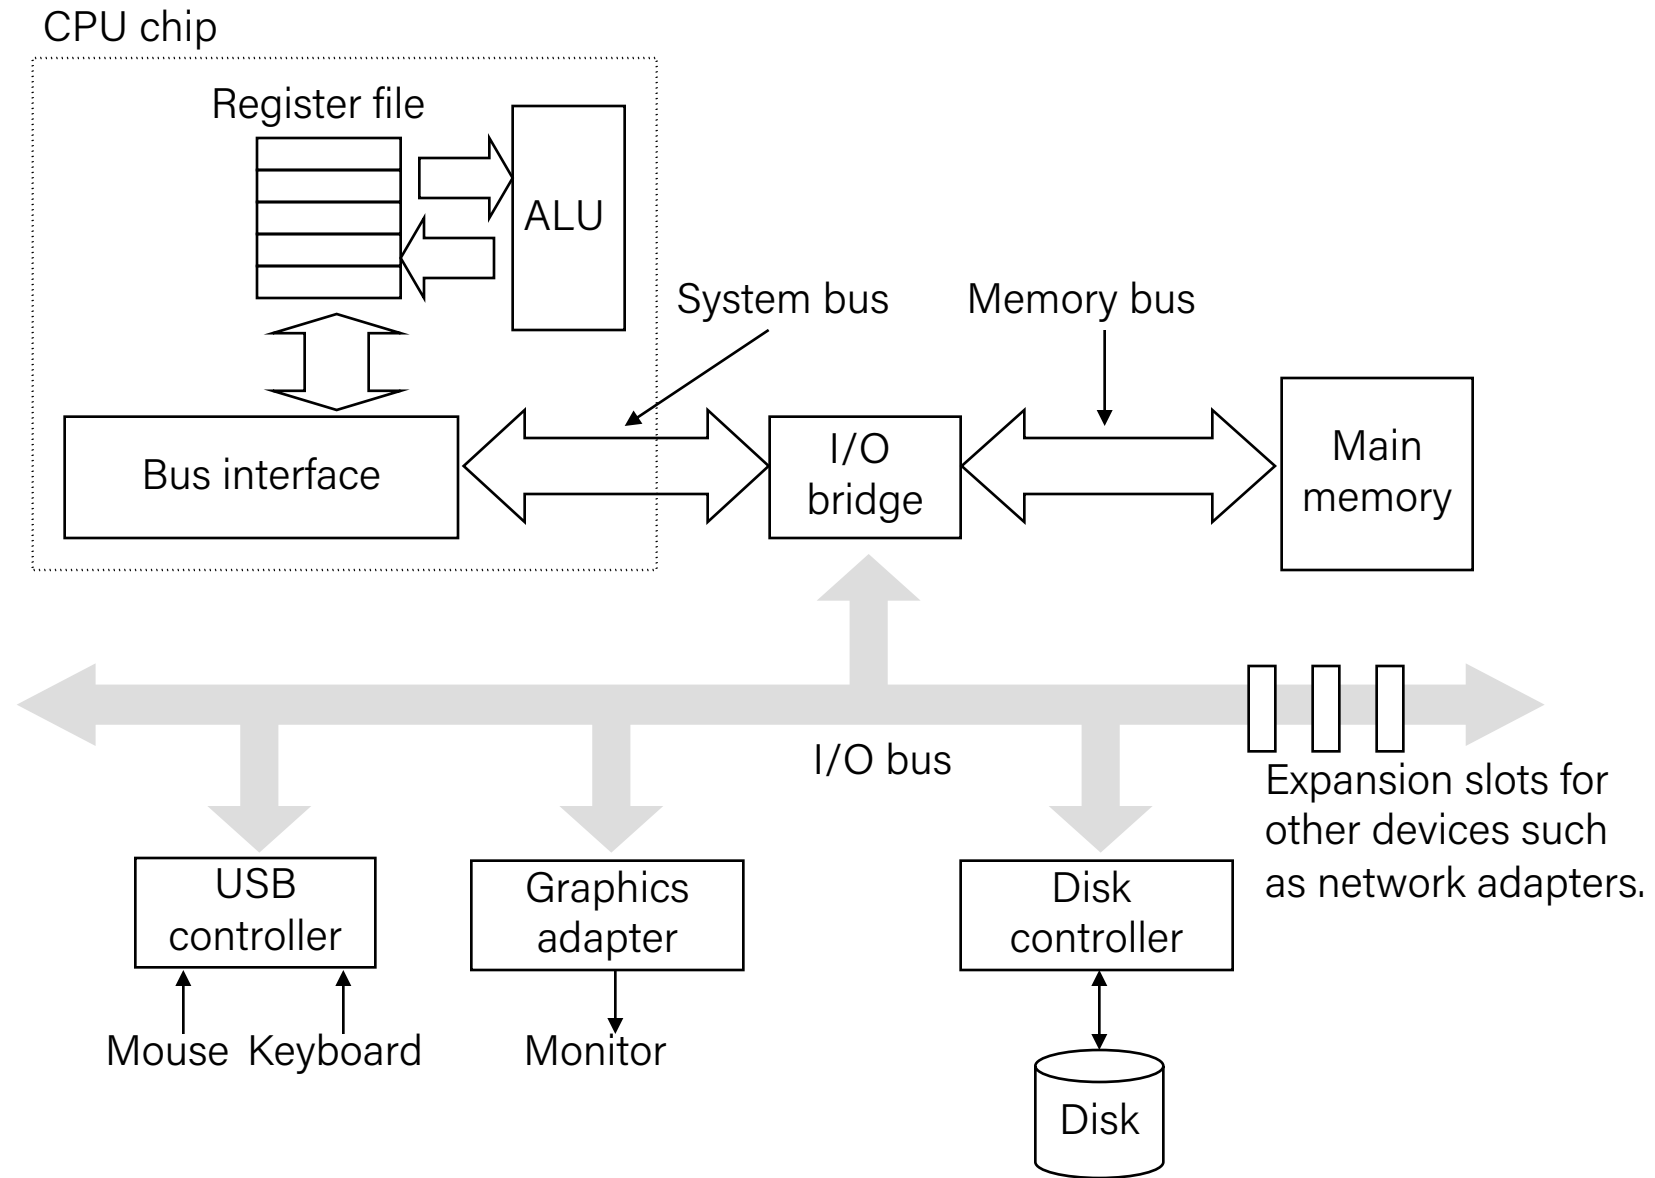 CPU chip
Register file
ALU
System bus
Memory bus
Bus interface
I/O
bridge
Main
memory
I/O bus
Expansion slots for
other devices such
as network adapters.
USB
controller
Graphics
adapter
Disk
controller
Mouse
Keyboard
Monitor
Disk